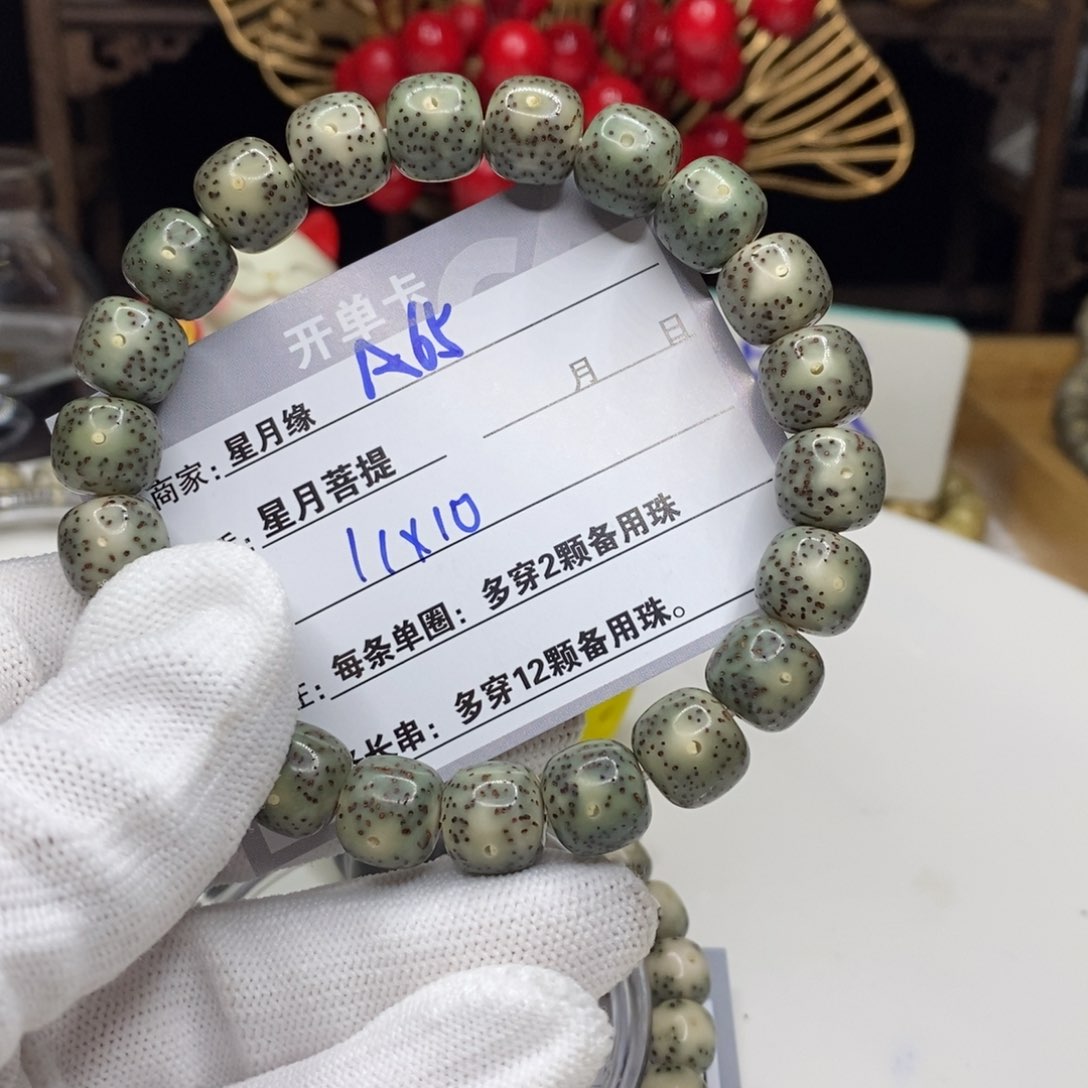 开单卡
A65
商家：星月缘
月 日
星月菩提
11x10
每条单圈：多穿2颗备用珠
长串：多穿12颗备用珠。